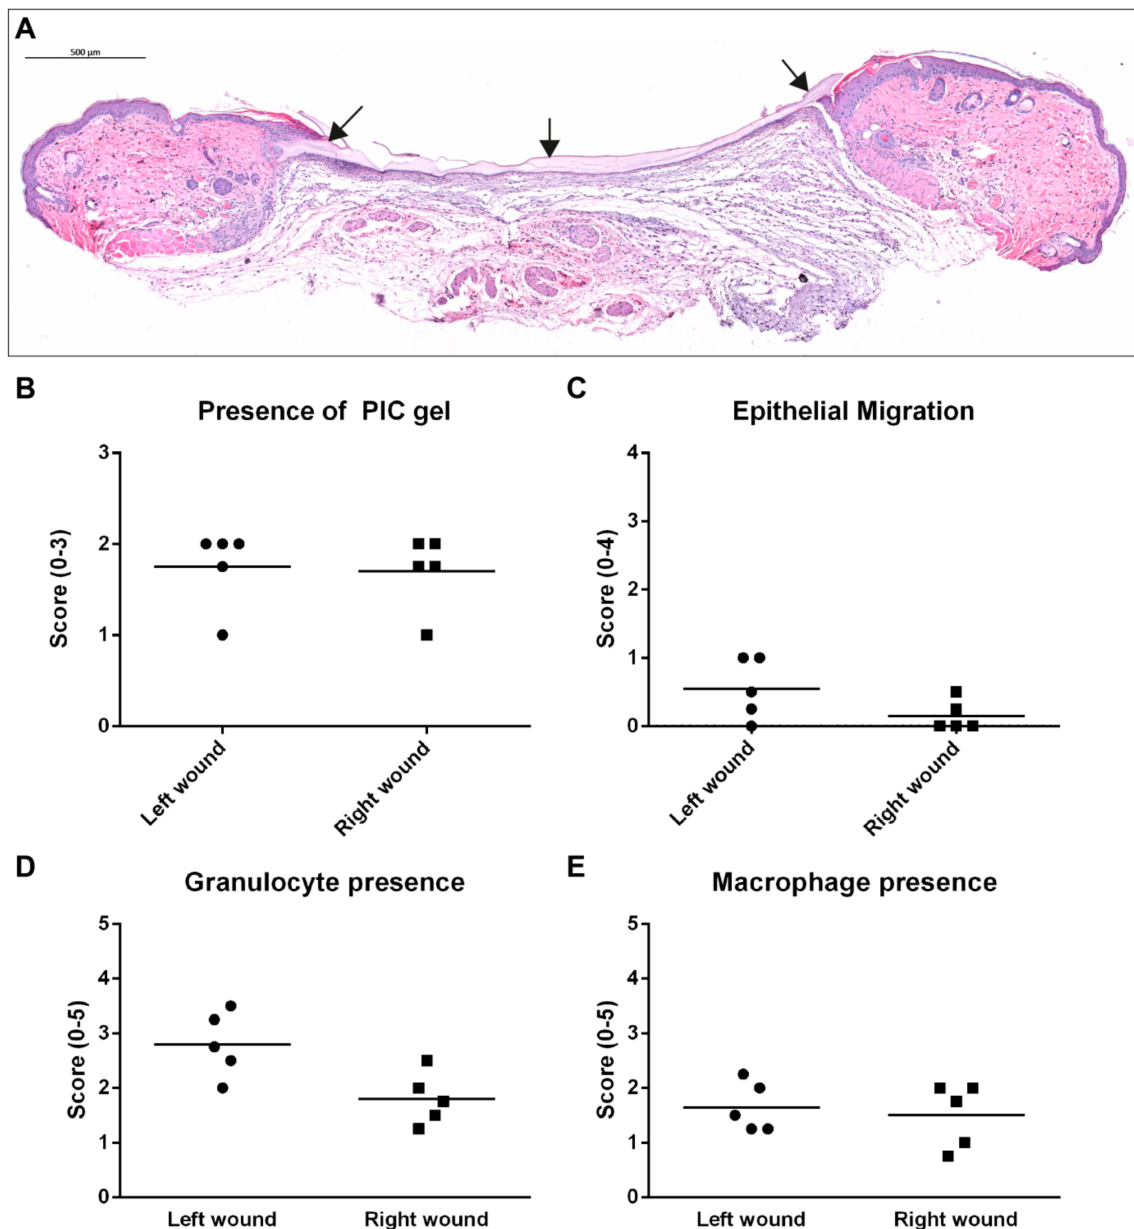 A
500 µm
B
Presence of PIC gel
Score (0-3)
3
2
1
0
Left wound
Right wound
C
Epithelial Migration
Score (0-4)
4
3
2
1
0
Left wound
Right wound
D
Granulocyte presence
Score (0-5)
5
4
3
2
1
0
Left wound
Right wound
E
Macrophage presence
Score (0-5)
5
4
3
2
1
0
Left wound
Right wound